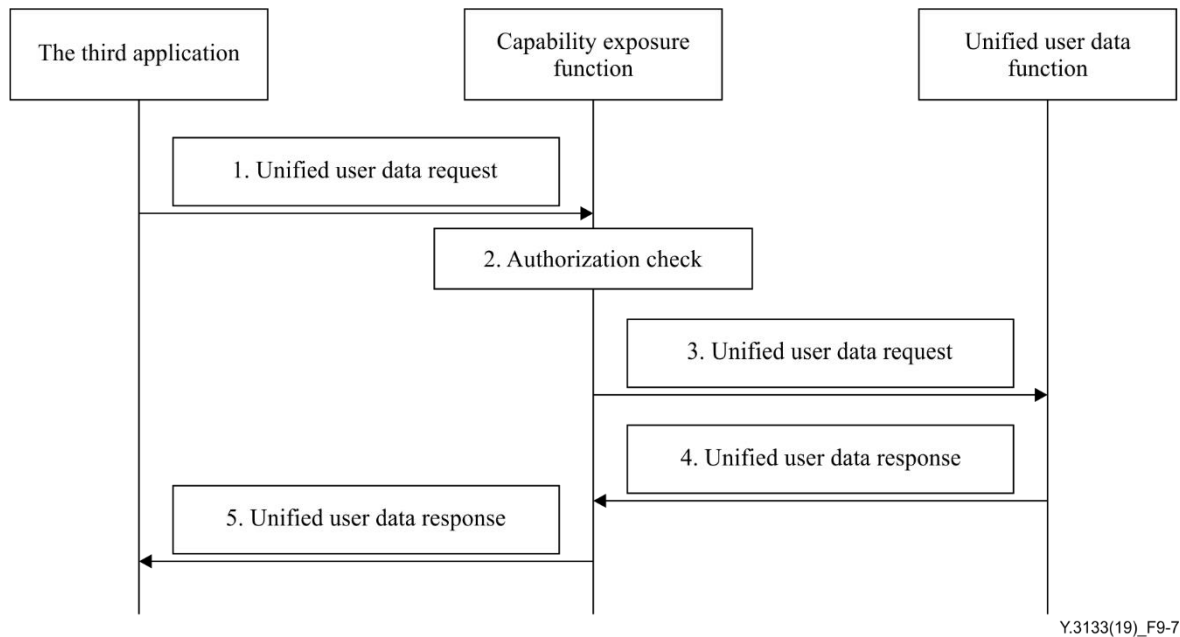 The third application
Capability exposure
function
Unified user data
function
1. Unified user data request
2. Authorization check
3. Unified user data request
4. Unified user data response
5. Unified user data response
Y.3133(19)_F9-7